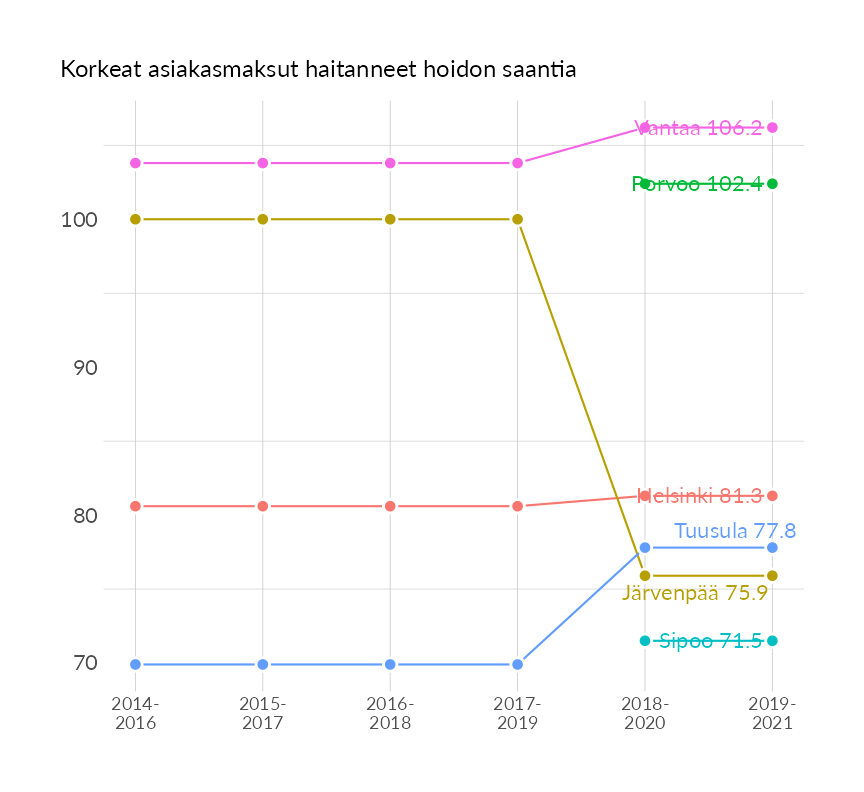 Korkeat asiakasmaksut haitanneet hoidon saantia
Vantaa 106.2
Porvoo 102.4
100
90
Helsinki 81.3
80
Tuusula 77.8
Järvenpää 75.9
Sipoo 71.5
70
2014-
2016
2015-
2017
2016-
2018
2017-
2019
2018-
2020
2019-
2021